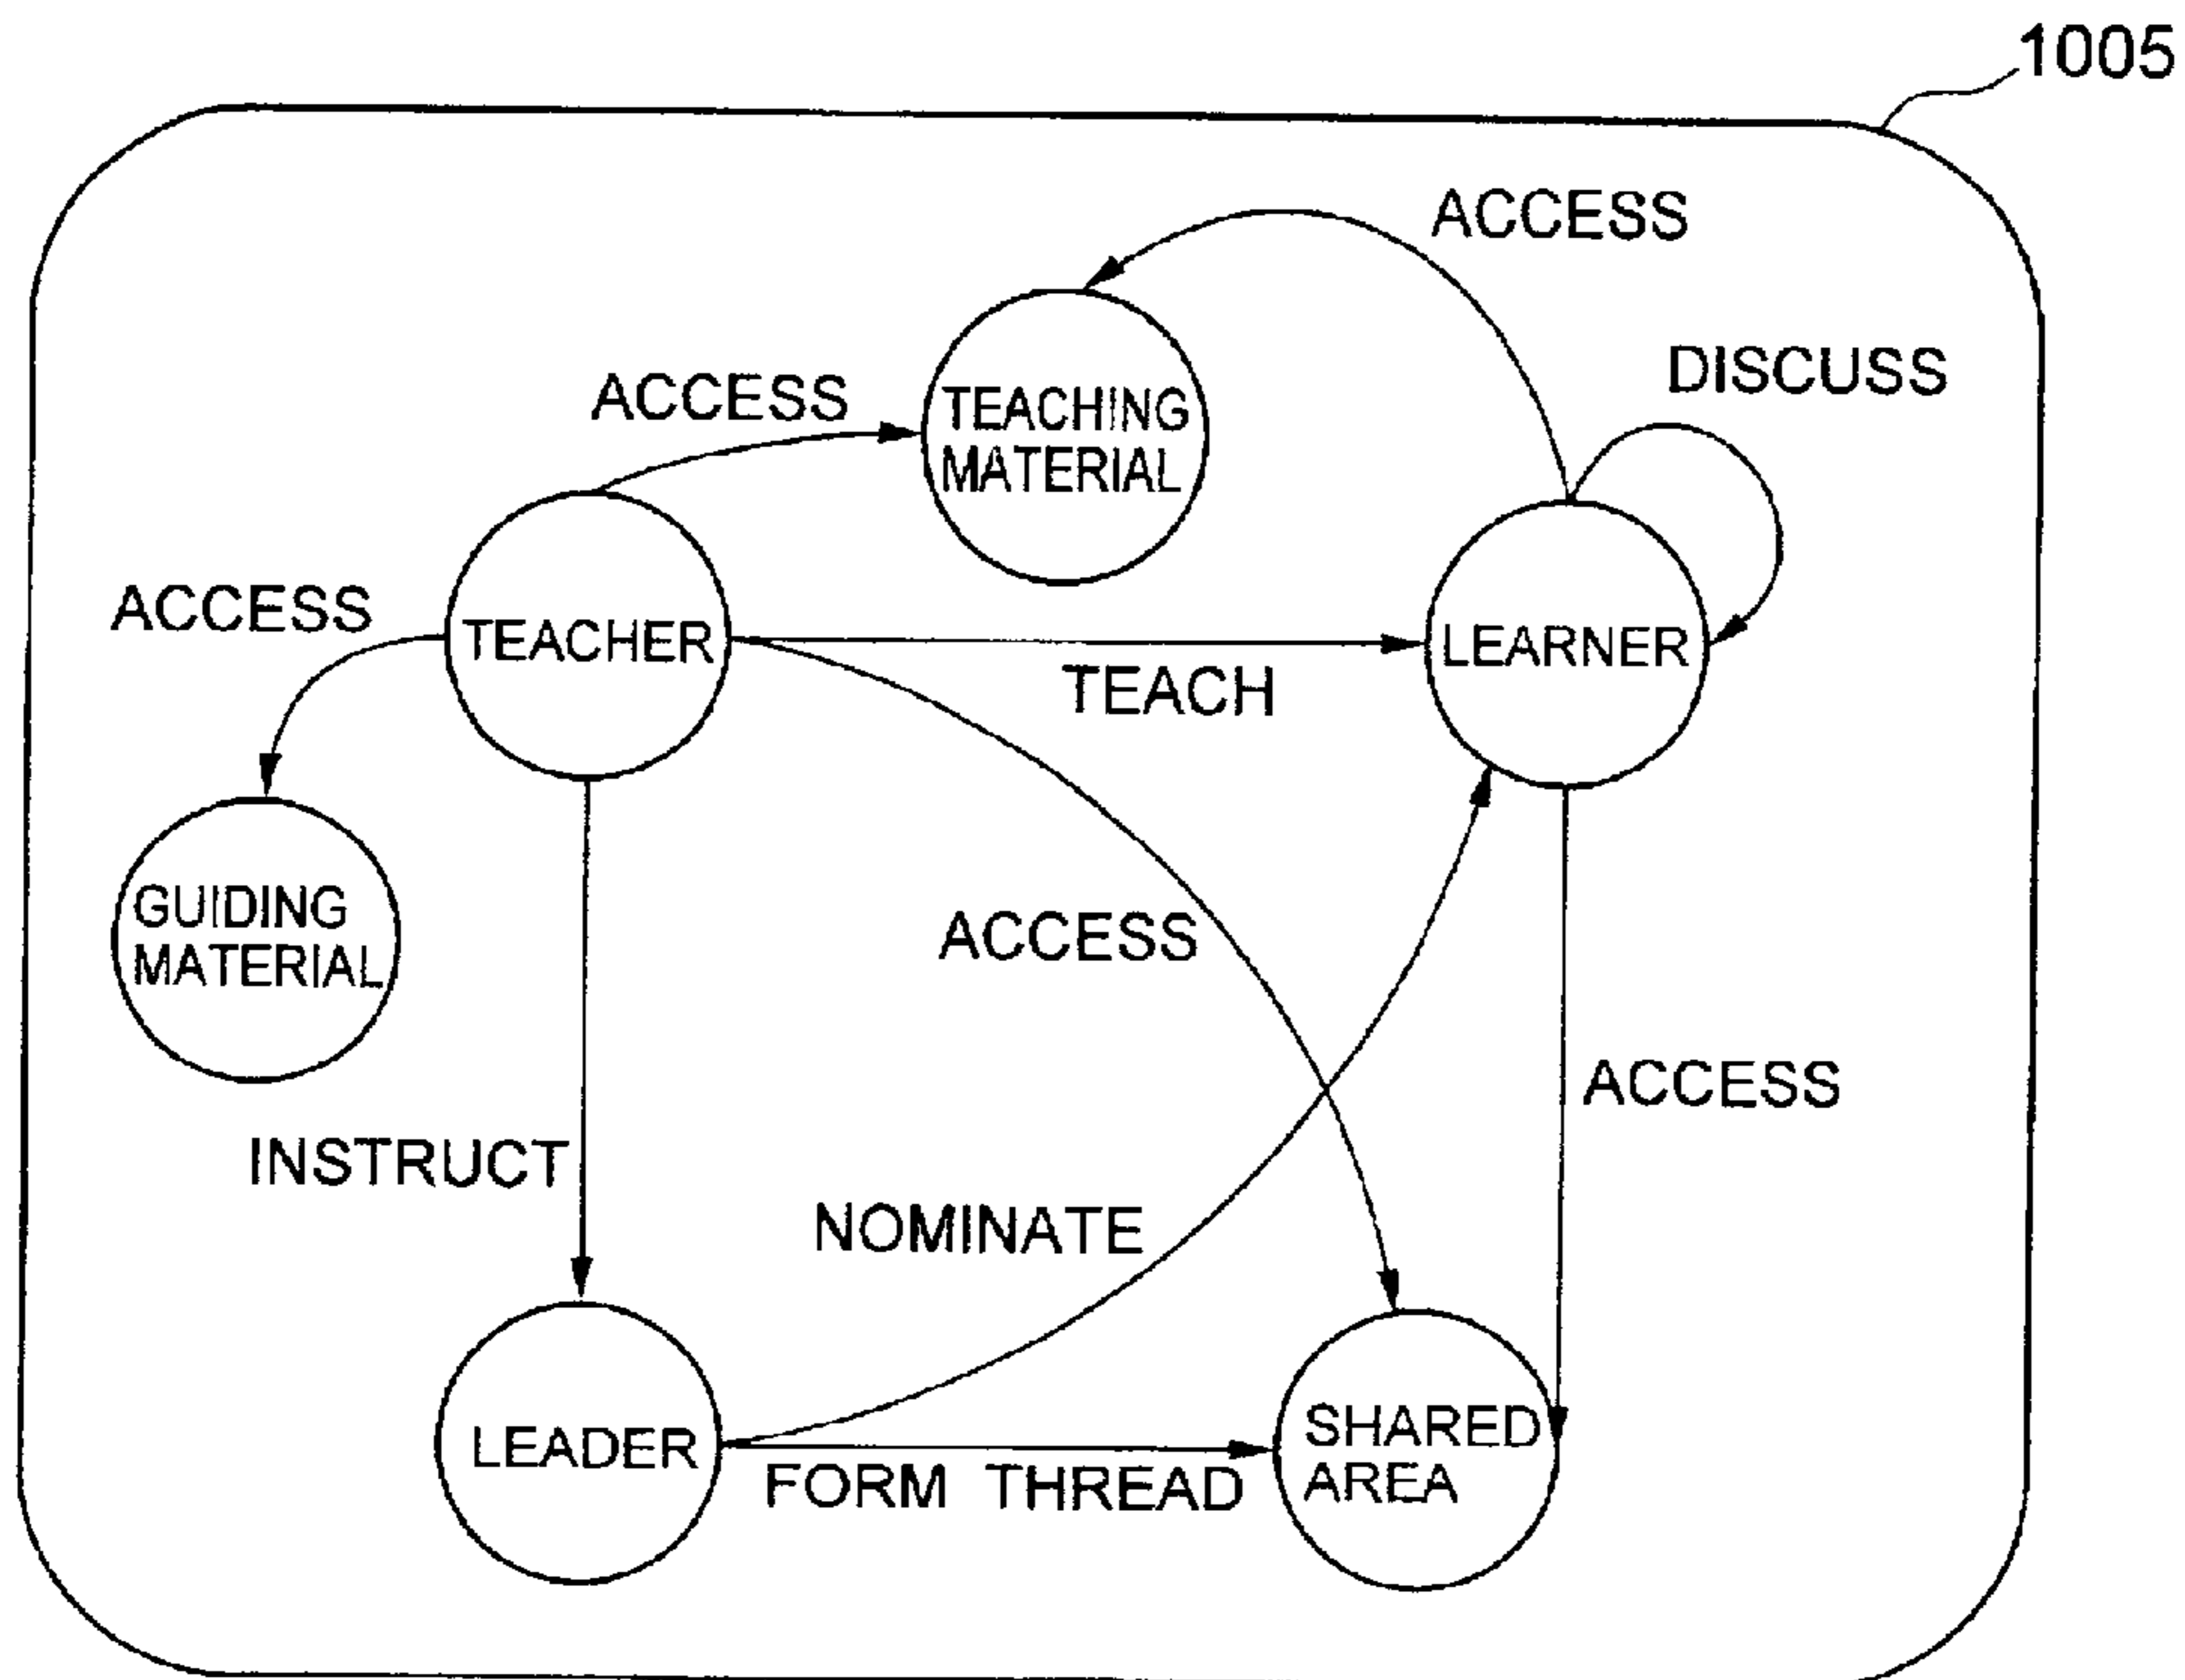 1005
ACCESS
DISCUSS
ACCESS
TEACHING
MATERIAL
ACCESS
TEACHER
LEARNER
TEACH
GUIDING
MATERIAL
ACCESS
ACCESS
INSTRUCT
NOMINATE
LEADER
SHARED
AREA
FORM THREAD